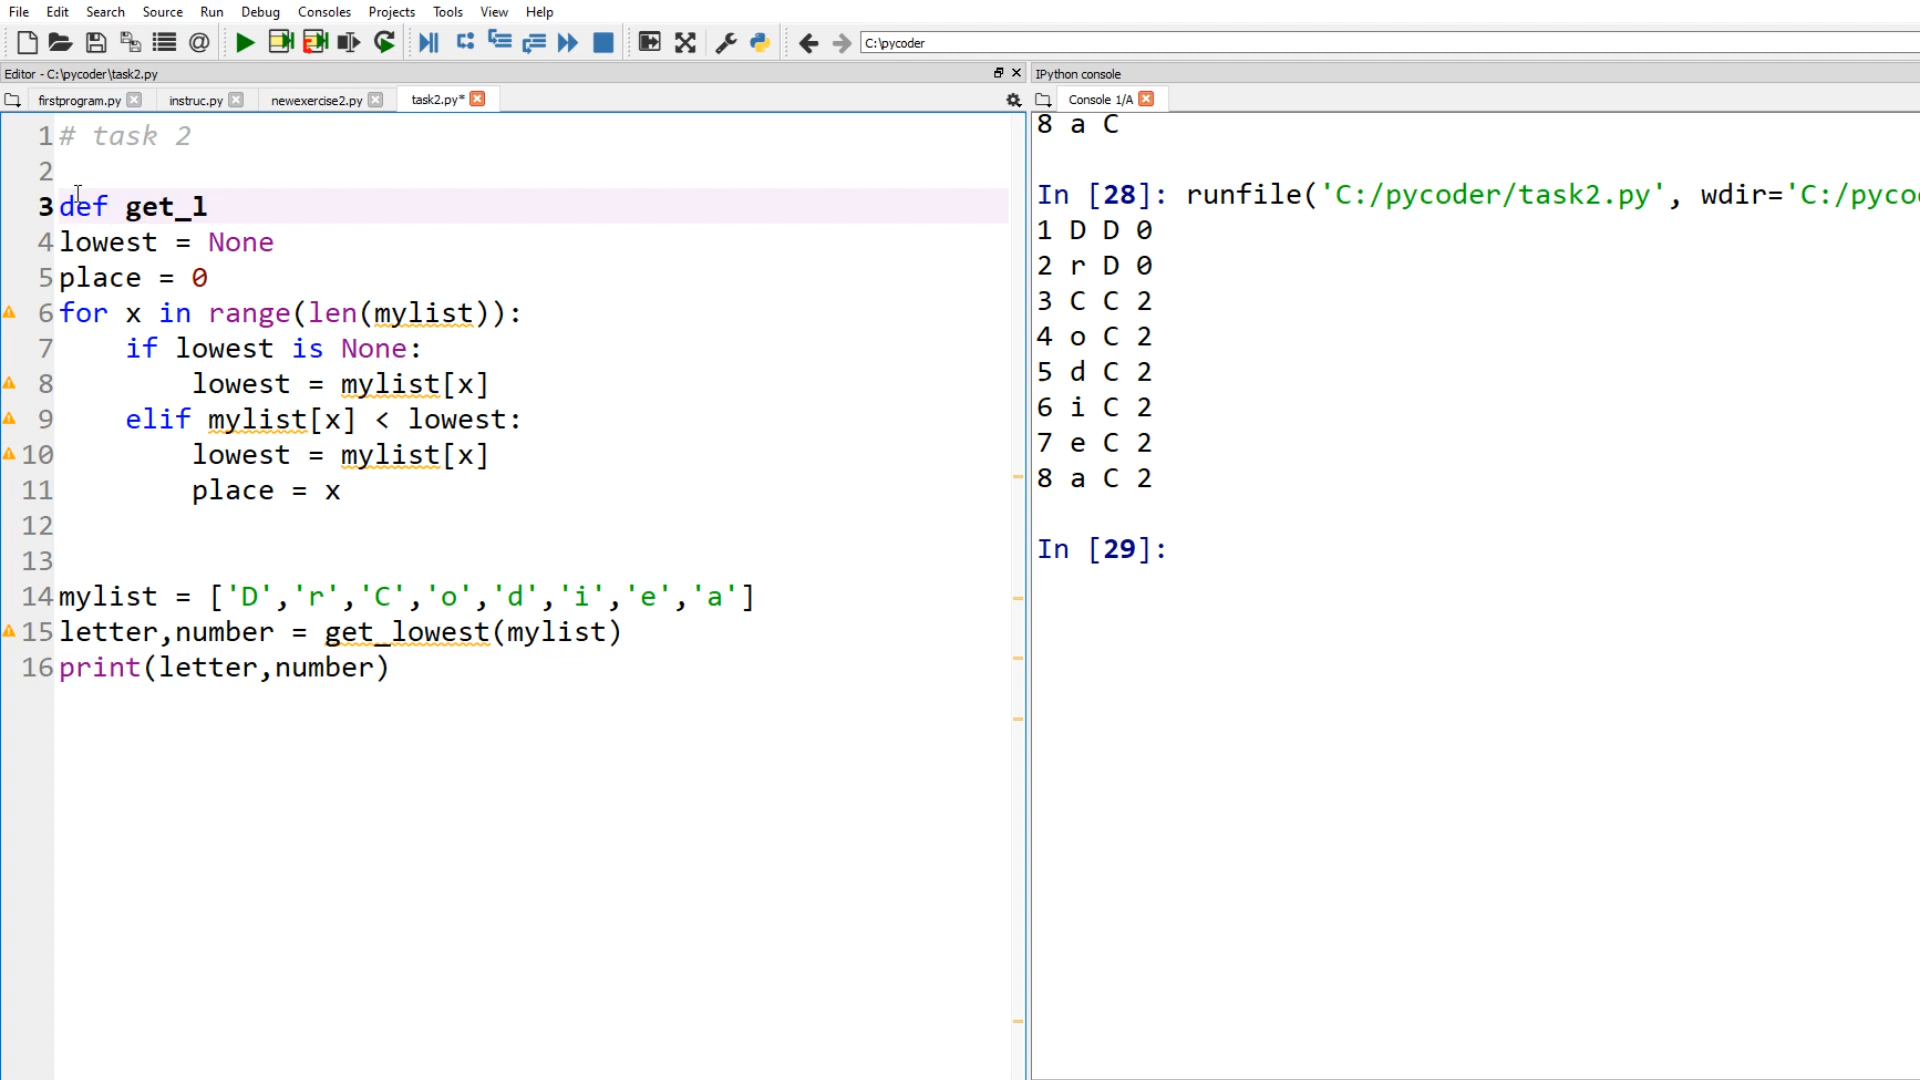 File Edit Search Source Run Debug Consoles Projects Tools View Help
C:\pycoder
Editor - C:\pycoder\task2.py
firstprogram.py instruc.py newexercise2.py task2.py*
1 # task 2
2
3 def get_l
4 lowest = None
5 place = 0
6 for x in range(len(mylist)):
7     if lowest is None:
8         lowest = mylist[x]
9     elif mylist[x] < lowest:
10         lowest = mylist[x]
11         place = x
12
13
14 mylist = ['D','r','C','o','d','i','e','a']
15 letter,number = get_lowest(mylist)
16 print(letter,number)
IPython console
Console 1/A
8 a C
In [28]: runfile('C:/pycoder/task2.py', wdir='C:/pyco
1 D D 0
2 r D 0
3 C C 2
4 o C 2
5 d C 2
6 i C 2
7 e C 2
8 a C 2
In [29]: